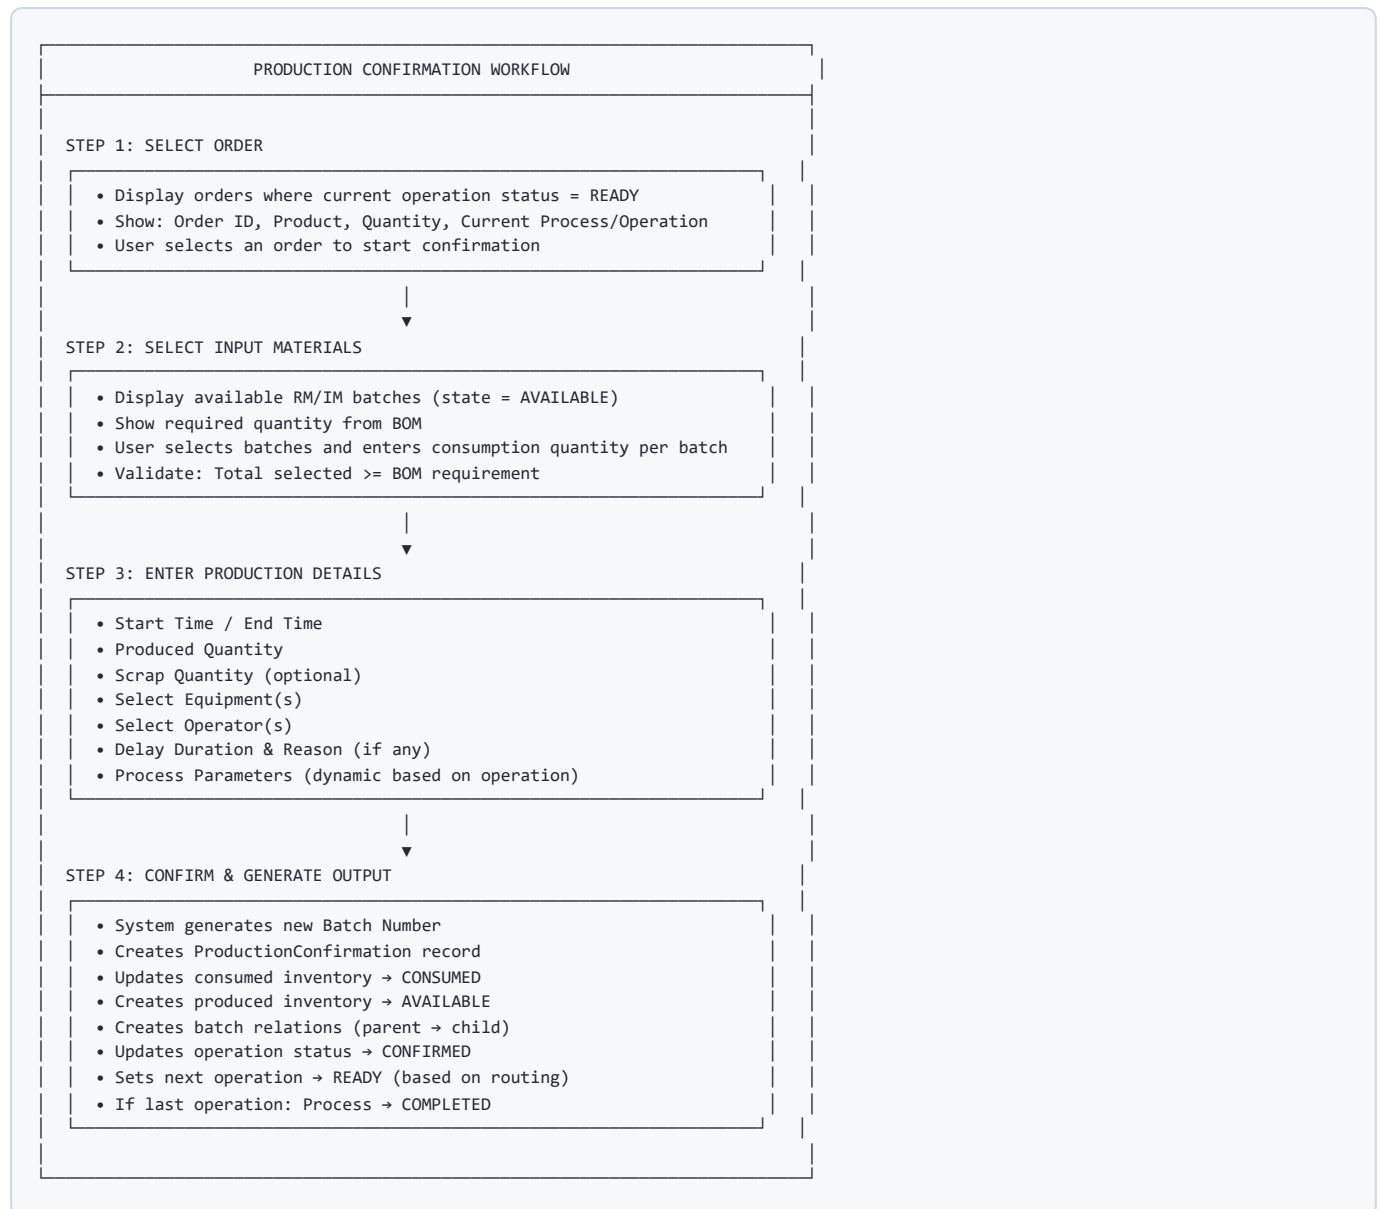 PRODUCTION CONFIRMATION WORKFLOW
STEP 1: SELECT ORDER
• Display orders where current operation status = READY
• Show: Order ID, Product, Quantity, Current Process/Operation
• User selects an order to start confirmation
▼
STEP 2: SELECT INPUT MATERIALS
• Display available RM/IM batches (state = AVAILABLE)
• Show required quantity from BOM
• User selects batches and enters consumption quantity per batch
• Validate: Total selected >= BOM requirement
▼
STEP 3: ENTER PRODUCTION DETAILS
• Start Time / End Time
• Produced Quantity
• Scrap Quantity (optional)
• Select Equipment(s)
• Select Operator(s)
• Delay Duration & Reason (if any)
• Process Parameters (dynamic based on operation)
▼
STEP 4: CONFIRM & GENERATE OUTPUT
• System generates new Batch Number
• Creates ProductionConfirmation record
• Updates consumed inventory → CONSUMED
• Creates produced inventory → AVAILABLE
• Creates batch relations (parent → child)
• Updates operation status → CONFIRMED
• Sets next operation → READY (based on routing)
• If last operation: Process → COMPLETED